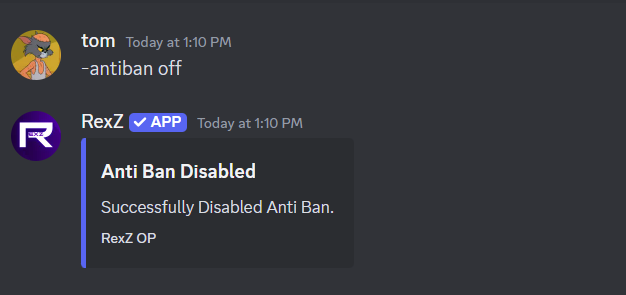 tom Today at 1:10 PM
-antiban off
RexZ ✓ APP Today at 1:10 PM
Anti Ban Disabled
Successfully Disabled Anti Ban.
RexZ OP